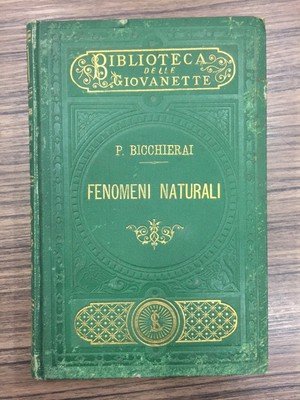 BIBLIOTECA
DELLE
GIOVANETTE
P. BICCHIERAI
FENOMENI NATURALI